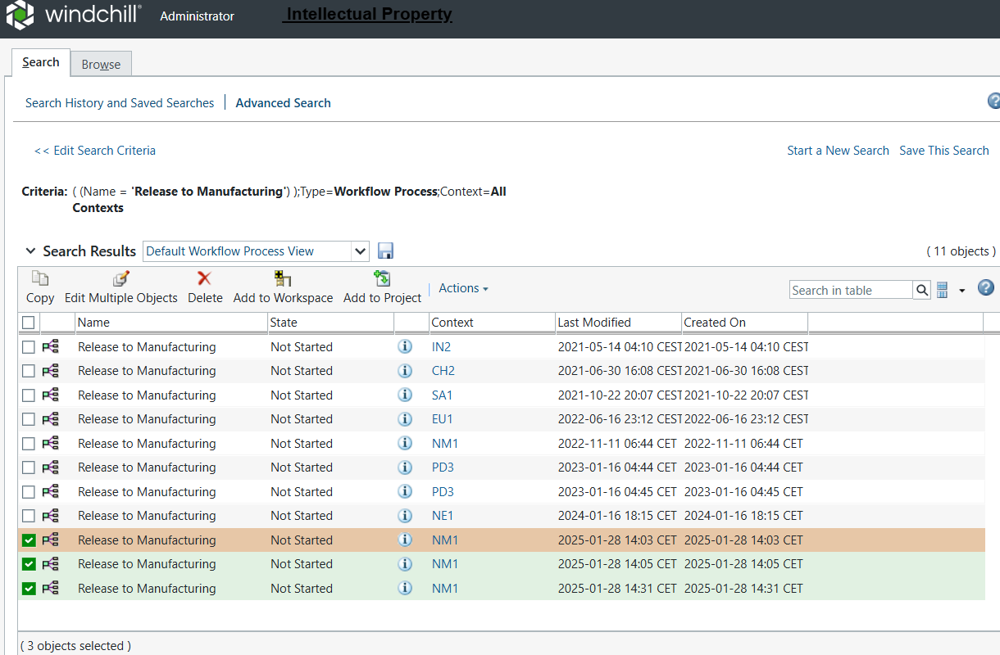 windchill® Administrator Intellectual Property
Search Browse
Search History and Saved Searches Advanced Search
<< Edit Search Criteria Start a New Search Save This Search
Criteria: ( (Name = 'Release to Manufacturing') );Type=Workflow Process;Context=All
Contexts
Search Results Default Workflow Process View ( 11 objects )
Copy Edit Multiple Objects Delete Add to Workspace Add to Project Actions Search in table
Name State Context Last Modified Created On
Release to Manufacturing Not Started IN2 2021-05-14 04:10 CEST 2021-05-14 04:10 CEST
Release to Manufacturing Not Started CH2 2021-06-30 16:08 CEST 2021-06-30 16:08 CEST
Release to Manufacturing Not Started SA1 2021-10-22 20:07 CEST 2021-10-22 20:07 CEST
Release to Manufacturing Not Started EU1 2022-06-16 23:12 CEST 2022-06-16 23:12 CEST
Release to Manufacturing Not Started NM1 2022-11-11 06:44 CET 2022-11-11 06:44 CET
Release to Manufacturing Not Started PD3 2023-01-16 04:44 CET 2023-01-16 04:44 CET
Release to Manufacturing Not Started PD3 2023-01-16 04:45 CET 2023-01-16 04:45 CET
Release to Manufacturing Not Started NE1 2024-01-16 18:15 CET 2024-01-16 18:15 CET
Release to Manufacturing Not Started NM1 2025-01-28 14:03 CET 2025-01-28 14:03 CET
Release to Manufacturing Not Started NM1 2025-01-28 14:05 CET 2025-01-28 14:05 CET
Release to Manufacturing Not Started NM1 2025-01-28 14:31 CET 2025-01-28 14:31 CET
( 3 objects selected )